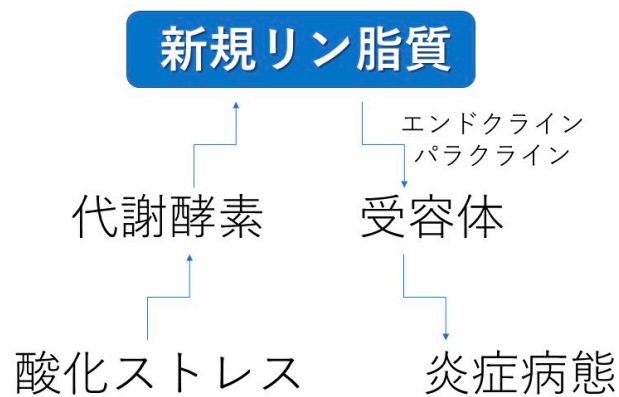 新規リン脂質
エンドクライン
パラクライン
代謝酵素
受容体
酸化ストレス
炎症病態